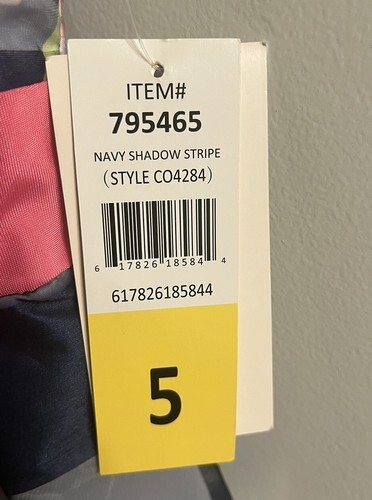 ITEM#
795465
NAVY SHADOW STRIPE
(STYLE CO4284)
6 17826 18584 4
617826185844
5